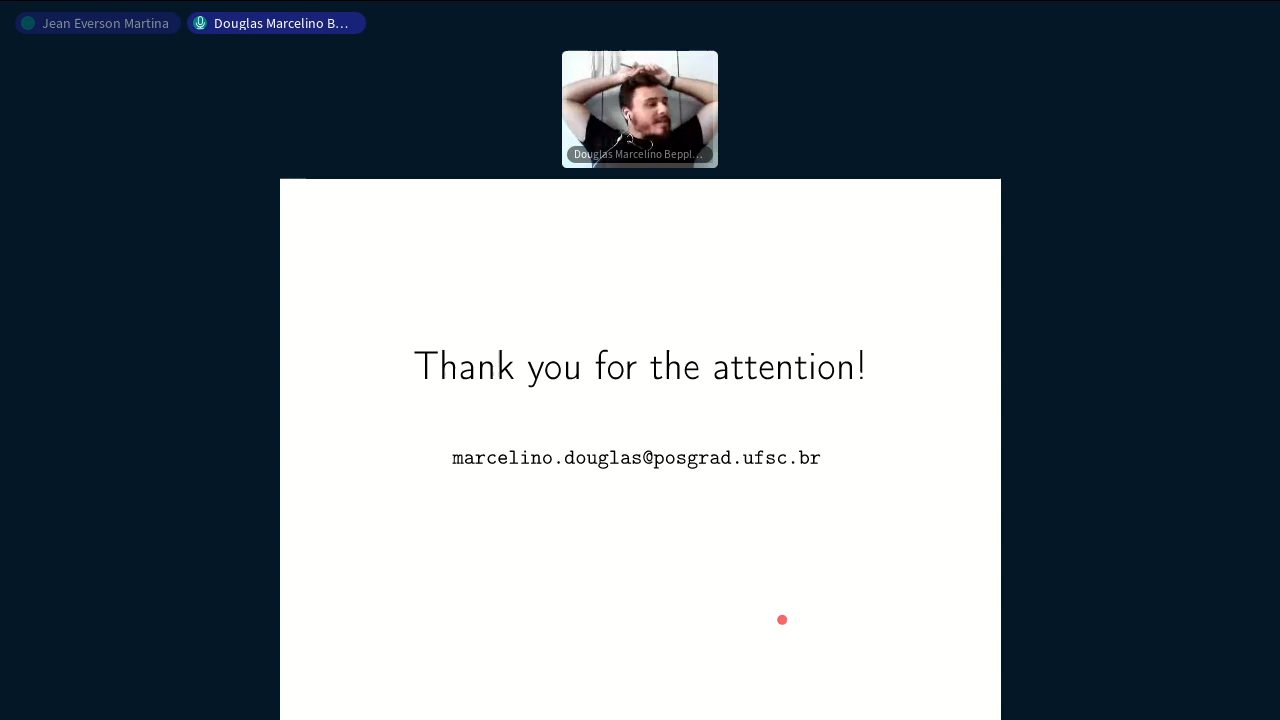 Jean Everson Martina
Douglas Marcelino B...
Douglas Marcelino Beppl...
Thank you for the attention!
marcelino.douglas@posgrad.ufsc.br